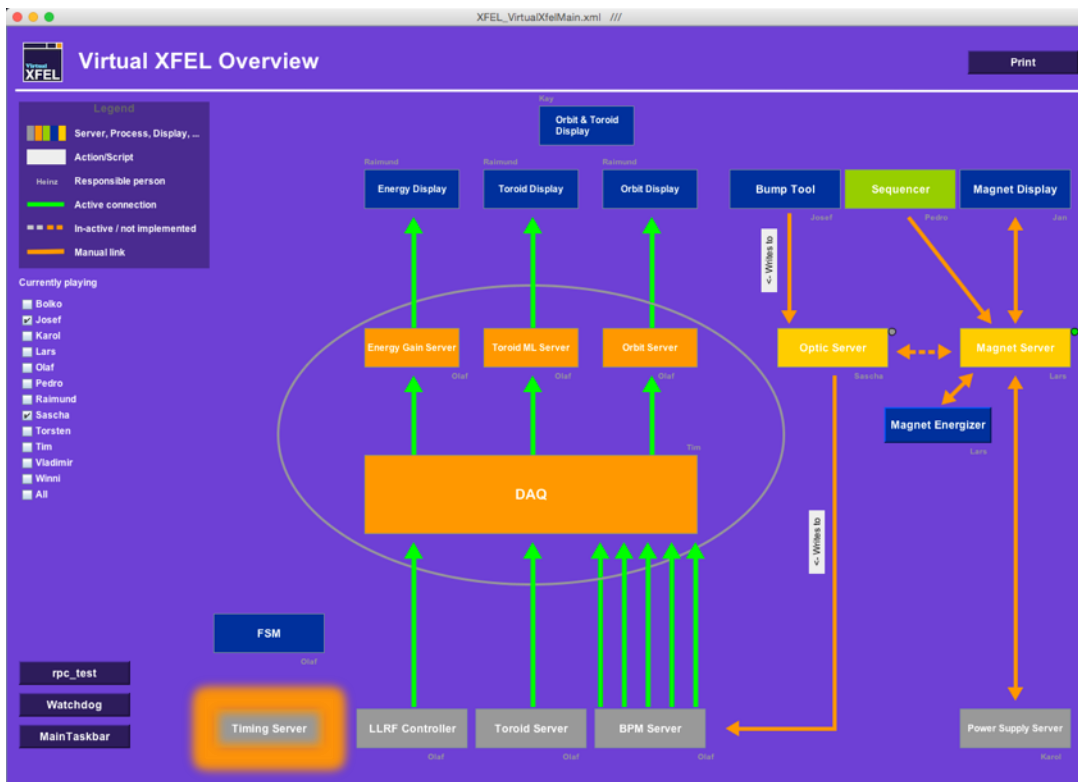 XFEL_VirtualXfelMain.xml ///
Virtual XFEL
Virtual XFEL Overview
Print
Legend
Server, Process, Display, ...
Action/Script
Heinz Responsible person
Active connection
In-active / not implemented
Manual link
Currently playing
Bolko
Josef
Karol
Lars
Olaf
Pedro
Raimund
Sascha
Torsten
Tim
Vladimir
Winni
All
Key
Orbit & Toroid
Display
Raimund
Energy Display
Raimund
Toroid Display
Raimund
Orbit Display
Bump Tool
Josef
Sequencer
Pedro
Magnet Display
Jan
<- Writes to
Energy Gain Server
Olaf
Toroid ML Server
Olaf
Orbit Server
Olaf
Optic Server
Sascha
Magnet Server
Lars
Magnet Energizer
Lars
Tim
DAQ
<- Writes to
FSM
Olaf
rpc_test
Watchdog
MainTaskbar
Timing Server
LLRF Controller
Olaf
Toroid Server
Olaf
BPM Server
Olaf
Power Supply Server
Karol